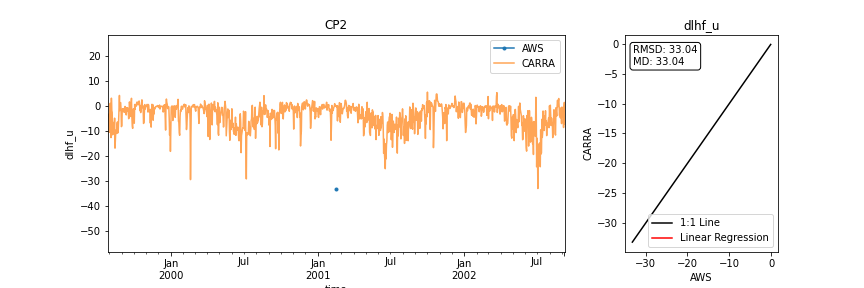 CP2
dlhf_u
20
10
0
−10
−20
−30
−40
−50
dlhf_u
AWS
CARRA
Jan
2000
Jul
Jan
2001
Jul
Jan
2002
Jul
dlhf_u
RMSD: 33.04
MD: 33.04
0
−5
−10
−15
−20
−25
−30
CARRA
1:1 Line
Linear Regression
−30
−20
−10
0
AWS